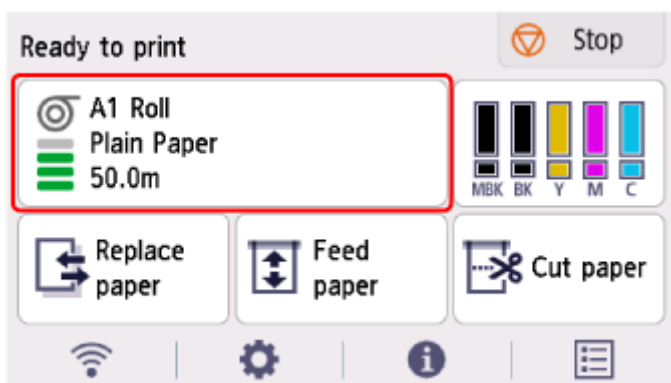 Ready to print
Stop
A1 Roll
Plain Paper
50.0m
MBK BK Y M C
Replace
paper
Feed
paper
Cut paper